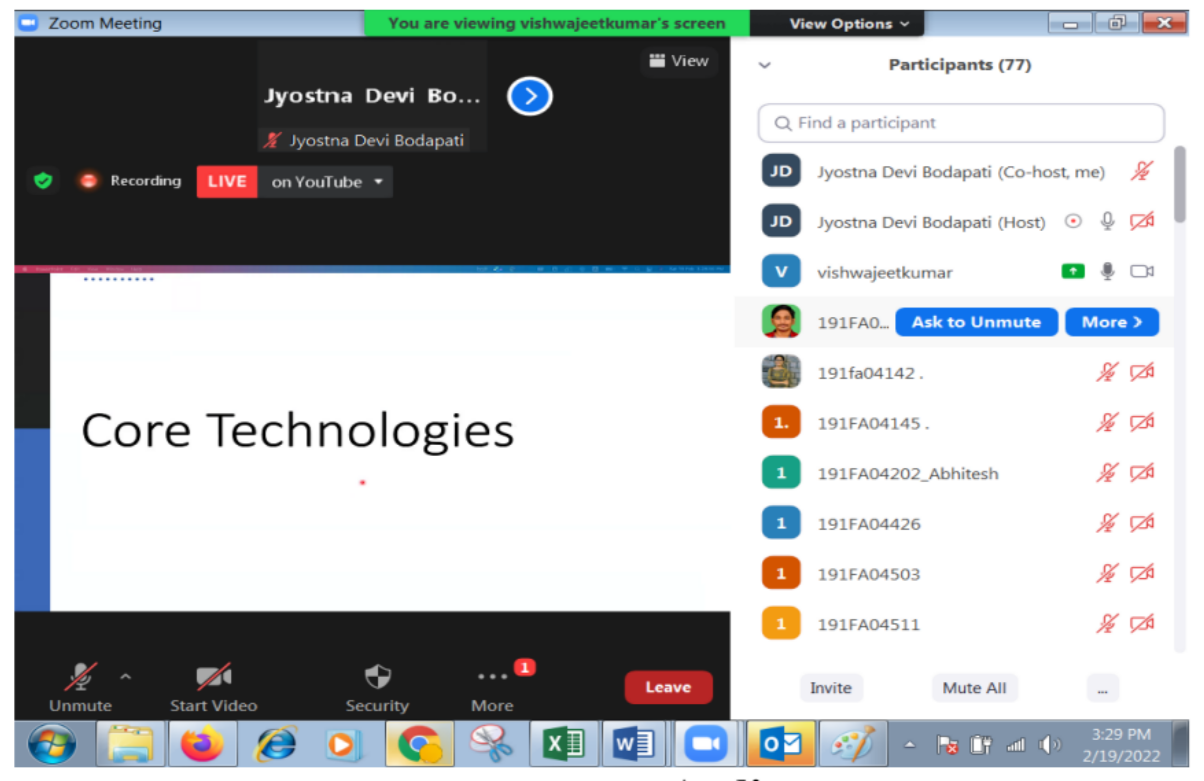 Zoom Meeting
You are viewing vishwajeetkumar's screen
View Options
View
Jyostna Devi Bo...
Jyostna Devi Bodapati
Recording
LIVE
on YouTube
Core Technologies
Unmute
Start Video
Security
More
1
Leave
Participants (77)
Find a participant
JD Jyostna Devi Bodapati (Co-host, me)
JD Jyostna Devi Bodapati (Host)
V vishwajeetkumar
191FA0... Ask to Unmute More >
191fa04142 .
1. 191FA04145 .
1 191FA04202_Abhitesh
1 191FA04426
1 191FA04503
1 191FA04511
Invite Mute All ...
3:29 PM
2/19/2022